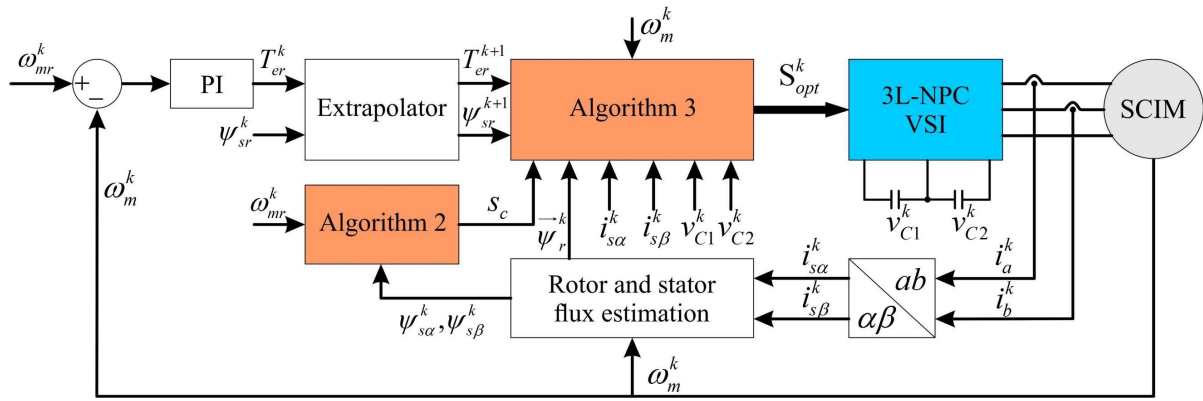 ω_m^k
ω_mr^k
+
−
PI
T_er^k
Extrapolator
T_er^{k+1}
ψ_sr^k
ψ_sr^{k+1}
Algorithm 3
S_opt^k
3L-NPC
VSI
SCIM
ω_m^k
ω_mr^k
Algorithm 2
s_c
ψ⃗_r^k
i_sα^k
i_sβ^k
v_C1^k
v_C2^k
v_C1^k
v_C2^k
ψ_sα^k, ψ_sβ^k
Rotor and stator
flux estimation
i_sα^k
i_sβ^k
ab
αβ
i_a^k
i_b^k
ω_m^k